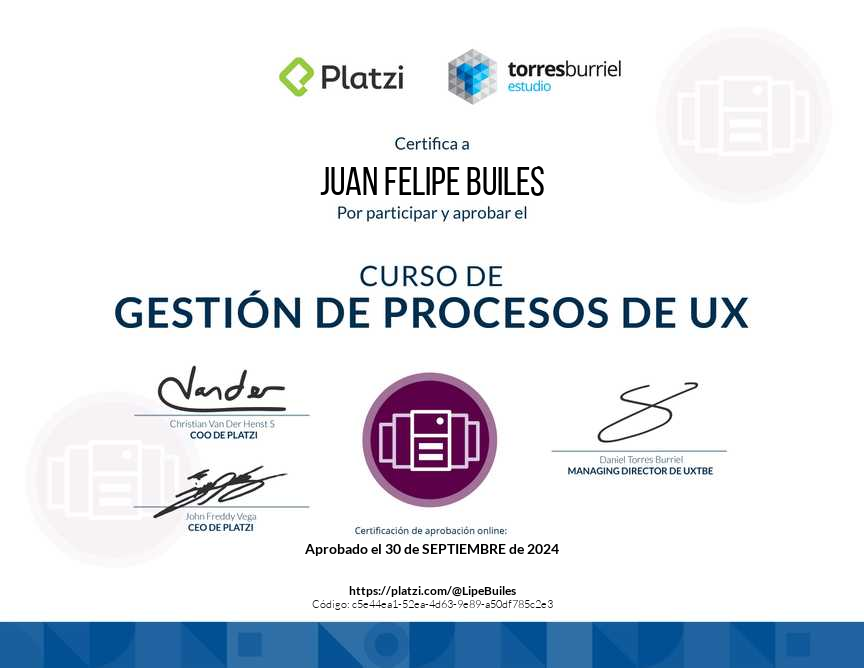 Platzi
torresburriel
estudio
Certifica a
JUAN FELIPE BUILES
Por participar y aprobar el
CURSO DE
GESTIÓN DE PROCESOS DE UX
Vander
Christian Van Der Henst S
COO DE PLATZI
John Freddy Vega
CEO DE PLATZI
Daniel Torres Burriel
MANAGING DIRECTOR DE UXTBE
Certificación de aprobación online:
Aprobado el 30 de SEPTIEMBRE de 2024
https://platzi.com/@LipeBuiles
Código: c5e44ea1-52ea-4d63-9e89-a50df785c2e3